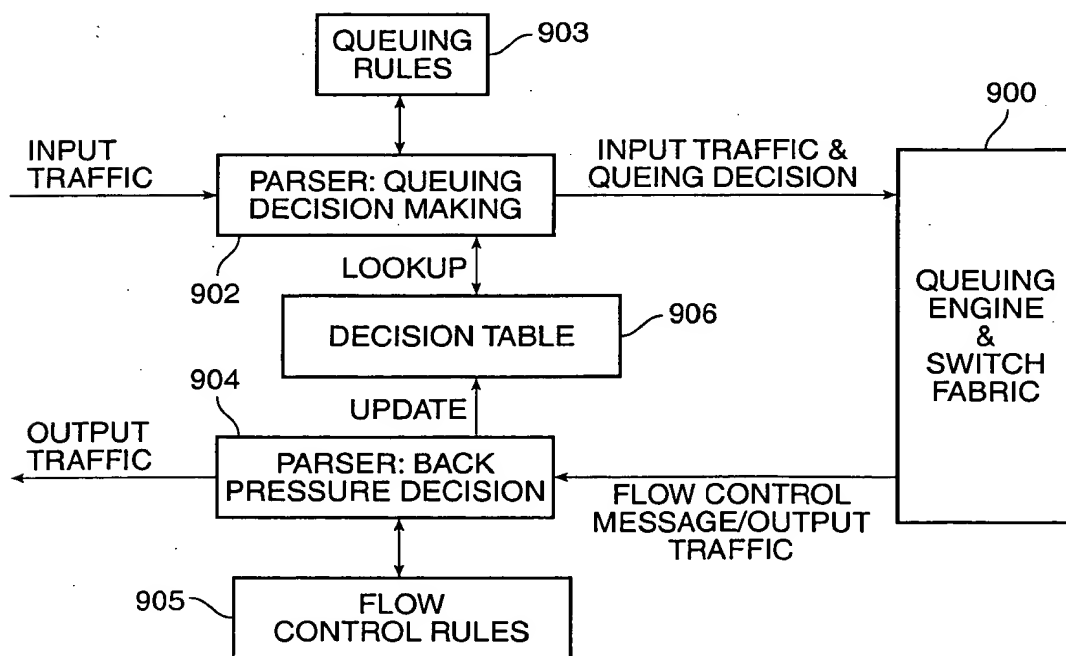 QUEUING
RULES
903
900
INPUT
TRAFFIC
PARSER: QUEUING
DECISION MAKING
INPUT TRAFFIC &
QUEING DECISION
902
LOOKUP
DECISION TABLE
906
QUEUING
ENGINE
&
SWITCH
FABRIC
904
UPDATE
OUTPUT
TRAFFIC
PARSER: BACK
PRESSURE DECISION
FLOW CONTROL
MESSAGE/OUTPUT
TRAFFIC
905
FLOW
CONTROL RULES